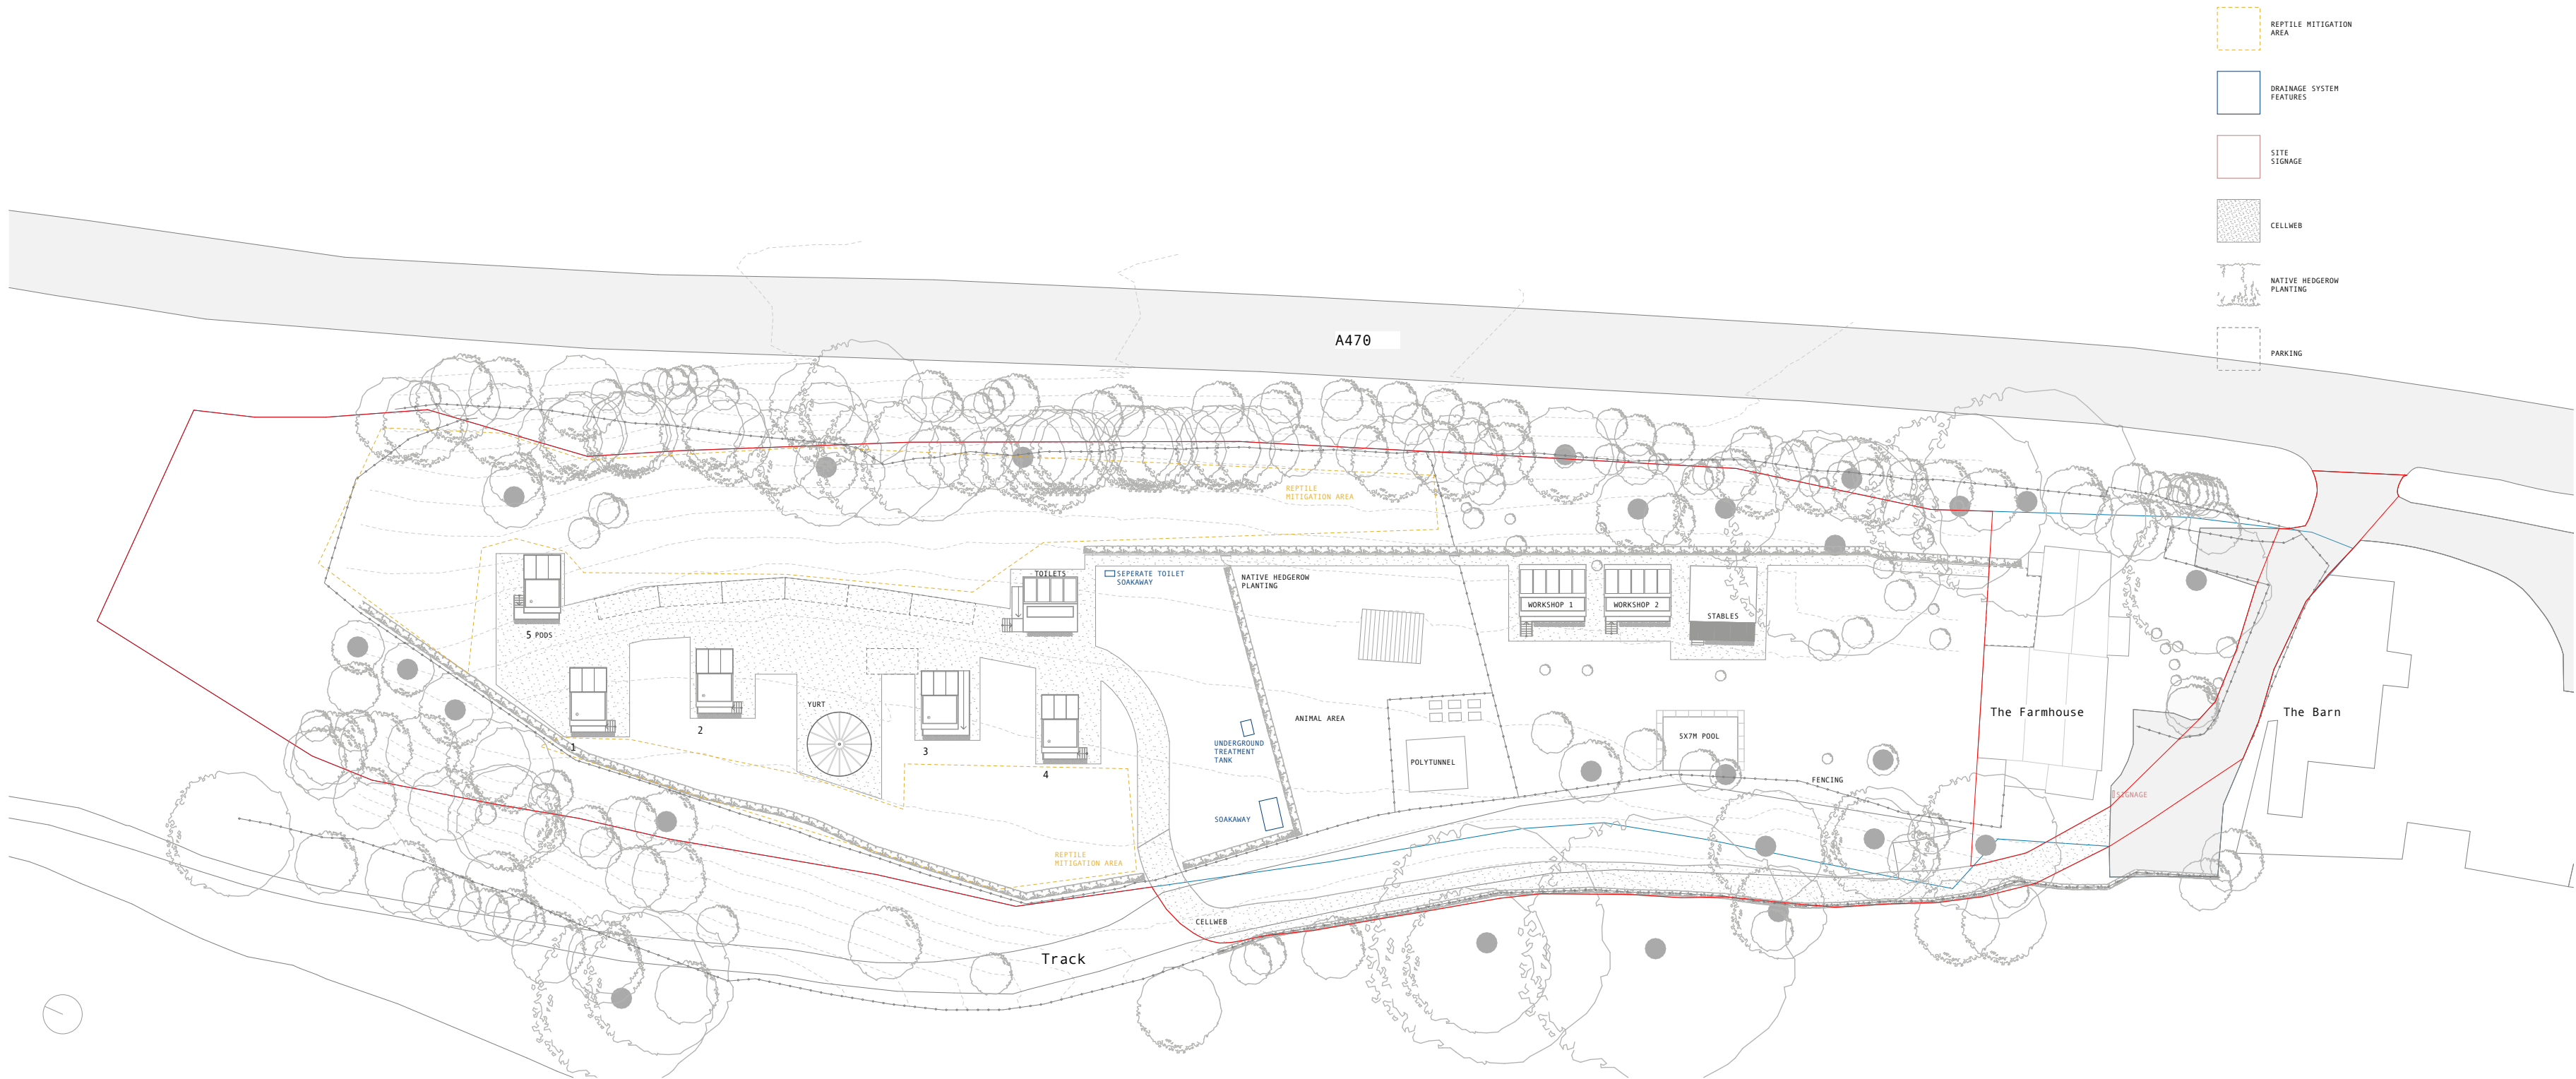 REPTILE MITIGATION
AREA
DRAINAGE SYSTEM
FEATURES
SITE
SIGNAGE
CELLWEB
NATIVE HEDGEROW
PLANTING
PARKING
A470
REPTILE
MITIGATION AREA
TOILETS
SEPERATE TOILET
SOAKAWAY
NATIVE HEDGEROW
PLANTING
WORKSHOP 1
WORKSHOP 2
STABLES
5 PODS
YURT
1
2
3
4
ANIMAL AREA
UNDERGROUND
TREATMENT
TANK
SOAKAWAY
POLYTUNNEL
5X7M POOL
FENCING
The Farmhouse
The Barn
SIGNAGE
REPTILE
MITIGATION AREA
CELLWEB
Track